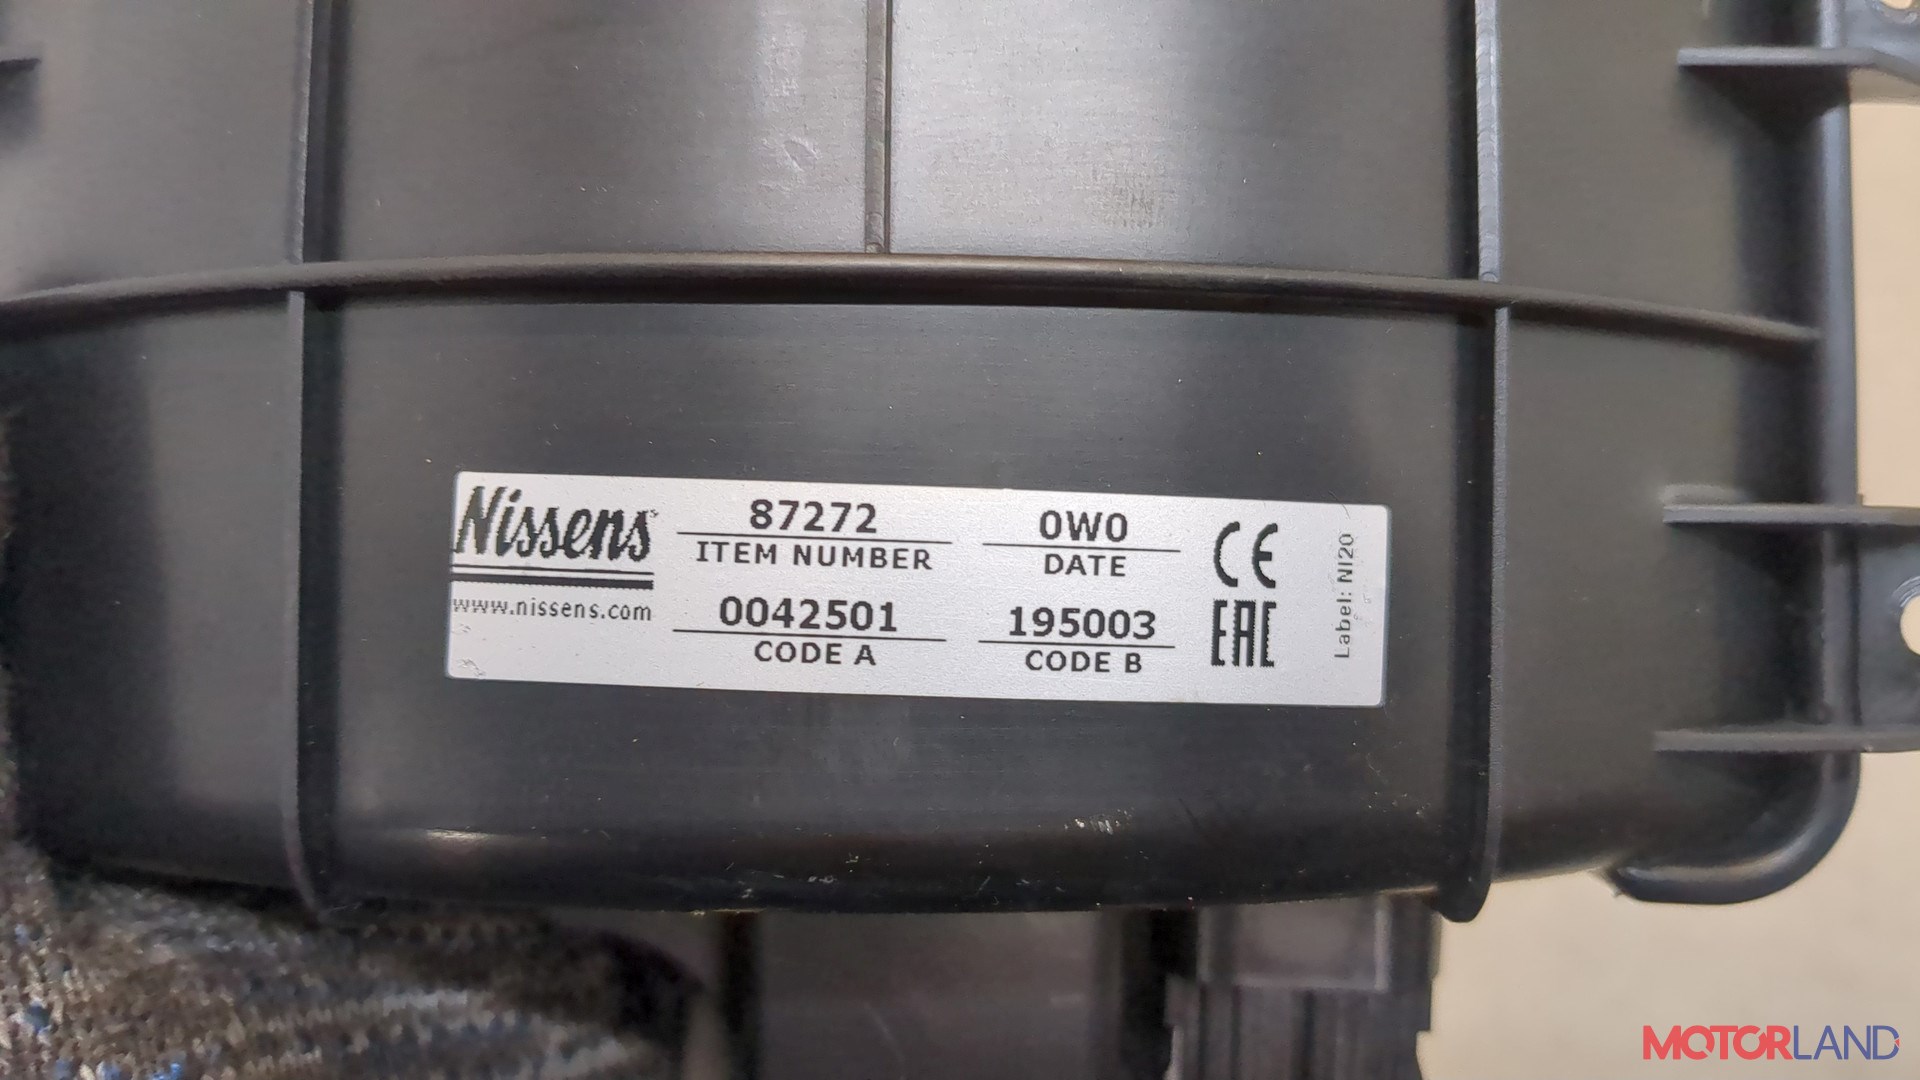 Nissens
www.nissens.com
87272
ITEM NUMBER
0W0
DATE
0042501
CODE A
195003
CODE B
CE
EAC
Label: NI20
MOTORLAND